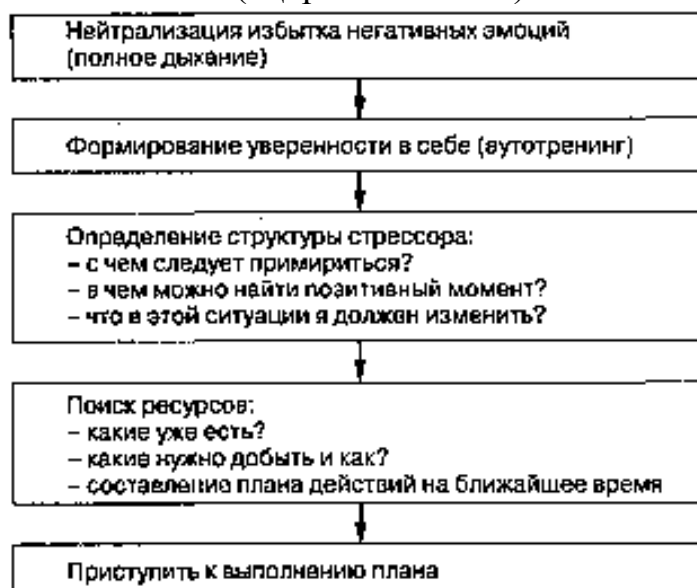 Нейтрализация избытка негативных эмоций
(полное дыхание)
Формирование уверенности в себе (аутотренинг)
Определение структуры стрессора:
– с чем следует примириться?
– в чем можно найти позитивный момент?
– что в этой ситуации я должен изменить?
Поиск ресурсов:
– какие уже есть?
– какие нужно добыть и как?
– составление плана действий на ближайшее время
Приступить к выполнению плана